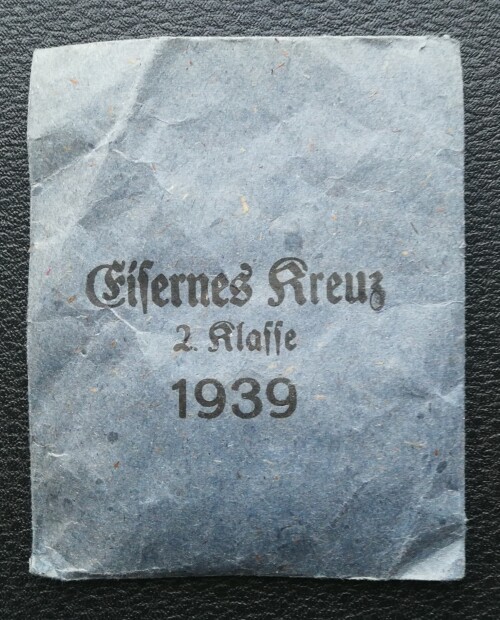 Eisernes Kreuz
2. Klasse
1939